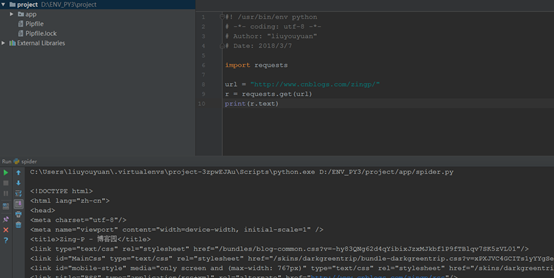 project D:\ENV_PY3\project
app
Pipfile
Pipfile.lock
External Libraries
1 #! /usr/bin/env python
2 # -*- coding: utf-8 -*-
3 # Author: "liuyouyuan"
4 # Date: 2018/3/7
5
6 import requests
7
8 url = "http://www.cnblogs.com/xingp/"
9 r = requests.get(url)
10 print(r.text)
Run spider
C:\Users\liuyouyuan\.virtualenvs\project-3zpwEJAu\Scripts\python.exe D:/ENV_PY3/project/app/spider.py
<!DOCTYPE html>
<html lang="zh-cn">
<head>
<meta charset="utf-8"/>
<meta name="viewport" content="width=device-width, initial-scale=1" />
<title>Jing-P - 博客园</title>
<link type="text/css" rel="stylesheet" href="/bundles/blog-common.css?v=
<link id="MainCss" type="text/css" rel="stylesheet" href="/skins/darkgreentrip/bundle-darkgreentrip.css?v=
<link id="mobile-style" media="only screen and (max-width: 767px)" type="text/css" rel="stylesheet" href="/skins/darkgreentrip